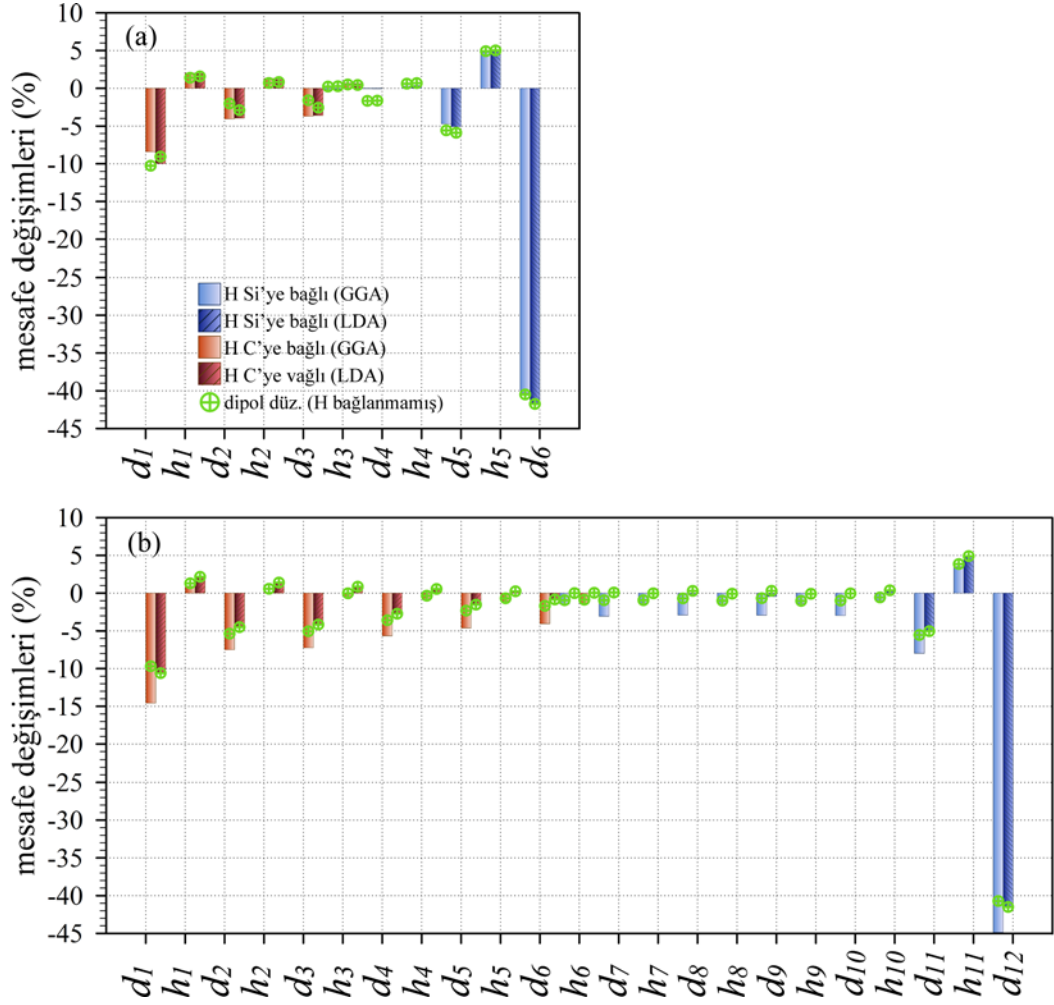 (a)
mesafe değişimleri (%)
10
5
0
-5
-10
-15
-20
-25
-30
-35
-40
-45
H Si’ye bağlı (GGA)
H Si’ye bağlı (LDA)
H C’ye bağlı (GGA)
H C’ye vağlı (LDA)
dipol düz. (H bağlanmamış)
d1 h1 d2 h2 d3 h3 d4 h4 d5 h5 d6
(b)
mesafe değişimleri (%)
10
5
0
-5
-10
-15
-20
-25
-30
-35
-40
-45
d1 h1 d2 h2 d3 h3 d4 h4 d5 h5 d6 h6 d7 h7 d8 h8 d9 h9 d10 h10 d11 h11 d12